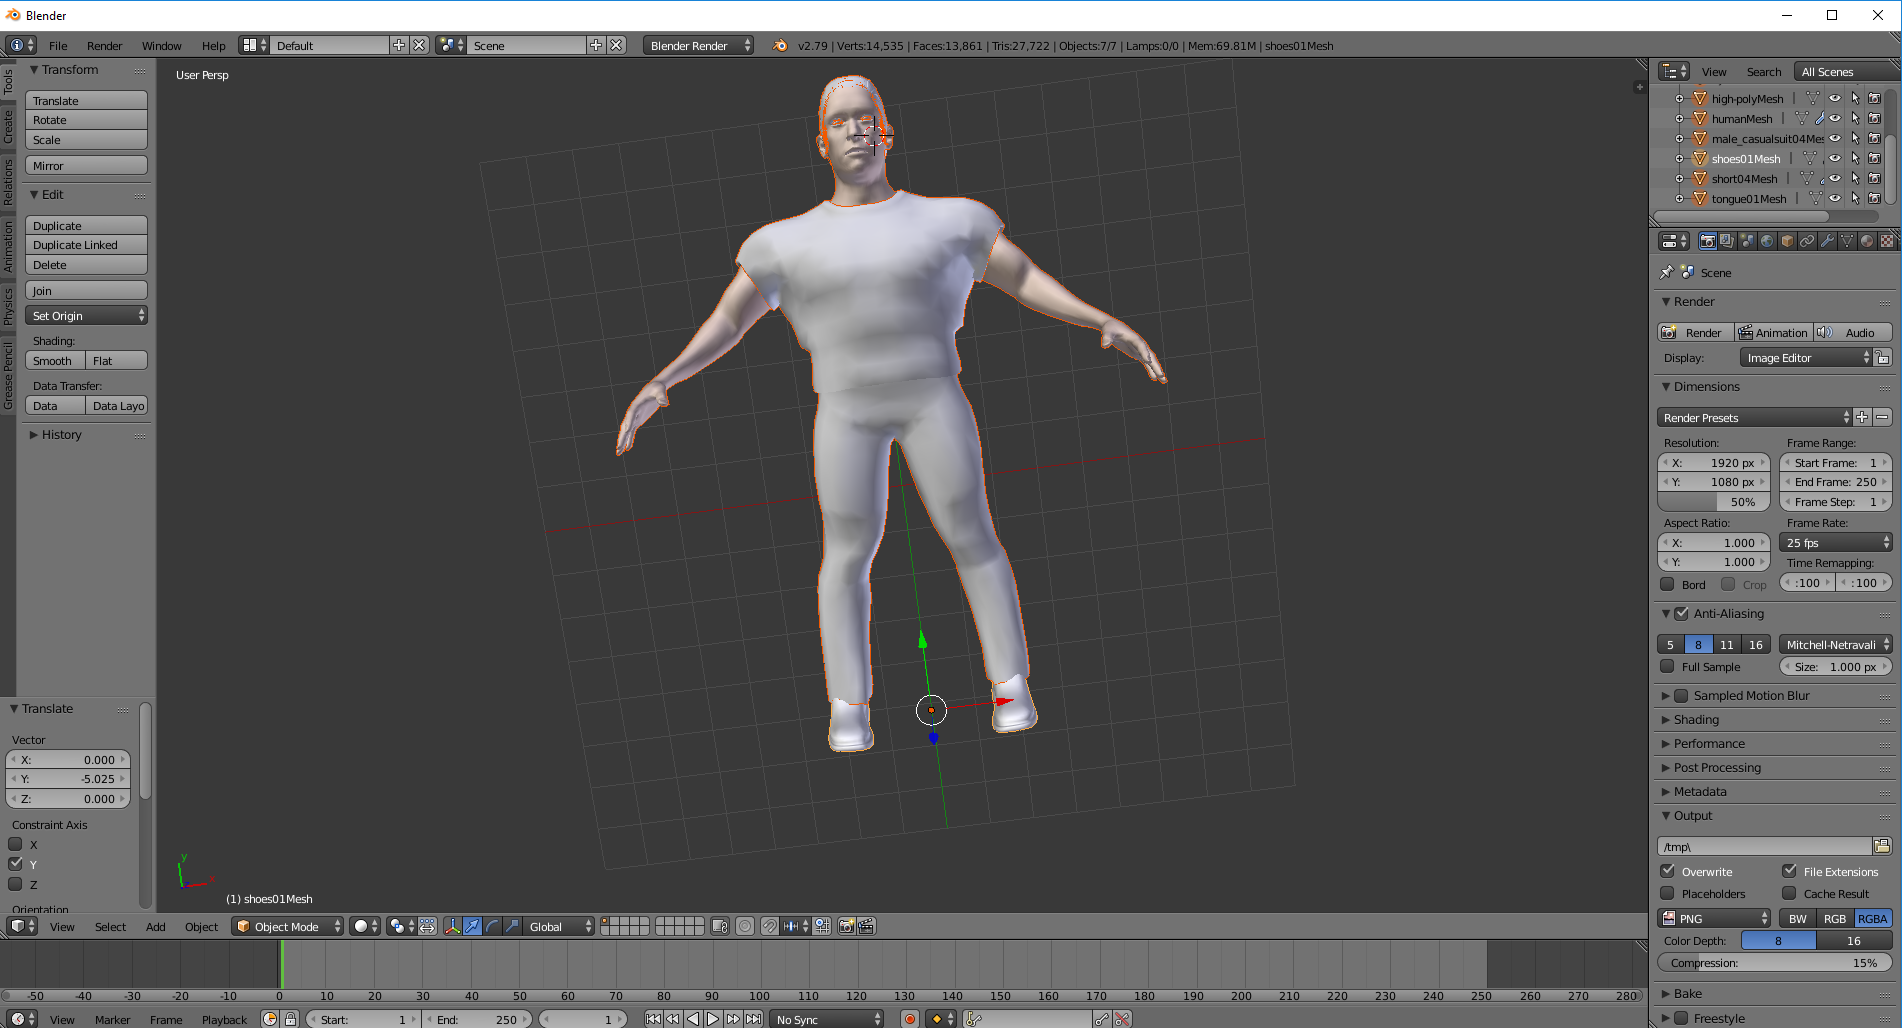 Blender
File Render Window Help Default Scene Blender Render v2.79 | Verts:14,535 | Faces:13,861 | Tris:27,722 | Objects:7/7 | Lamps:0/0 | Mem:69.81M | shoes01Mesh
Tools
Create
Relations
Animation
Physics
Grease Pencil
Transform
Translate
Rotate
Scale
Mirror
Edit
Duplicate
Duplicate Linked
Delete
Join
Set Origin
Shading:
Smooth Flat
Data Transfer:
Data Data Layo
History
Translate
Vector
X: 0.000
Y: -5.025
Z: 0.000
Constraint Axis
X
Y
Z
Orientation
User Persp
y
x
(1) shoes01Mesh
View Select Add Object Object Mode Global
-50 -40 -30 -20 -10 0 10 20 30 40 50 60 70 80 90 100 110 120 130 140 150 160 170 180 190 200 210 220 230 240 250 260 270 280
View Marker Frame Playback Start: 1 End: 250 1 No Sync
View Search All Scenes
high-polyMesh
humanMesh
male_casualsuit04Mes
shoes01Mesh
short04Mesh
tongue01Mesh
Scene
Render
Render Animation Audio
Display: Image Editor
Dimensions
Render Presets
Resolution: Frame Range:
X: 1920 px Start Frame: 1
Y: 1080 px End Frame: 250
50% Frame Step: 1
Aspect Ratio: Frame Rate:
X: 1.000 25 fps
Y: 1.000 Time Remapping:
Bord Crop :100 :100
Anti-Aliasing
5 8 11 16 Mitchell-Netravali
Full Sample Size: 1.000 px
Sampled Motion Blur
Shading
Performance
Post Processing
Metadata
Output
/tmp\
Overwrite File Extensions
Placeholders Cache Result
PNG BW RGB RGBA
Color Depth: 8 16
Compression: 15%
Bake
Freestyle